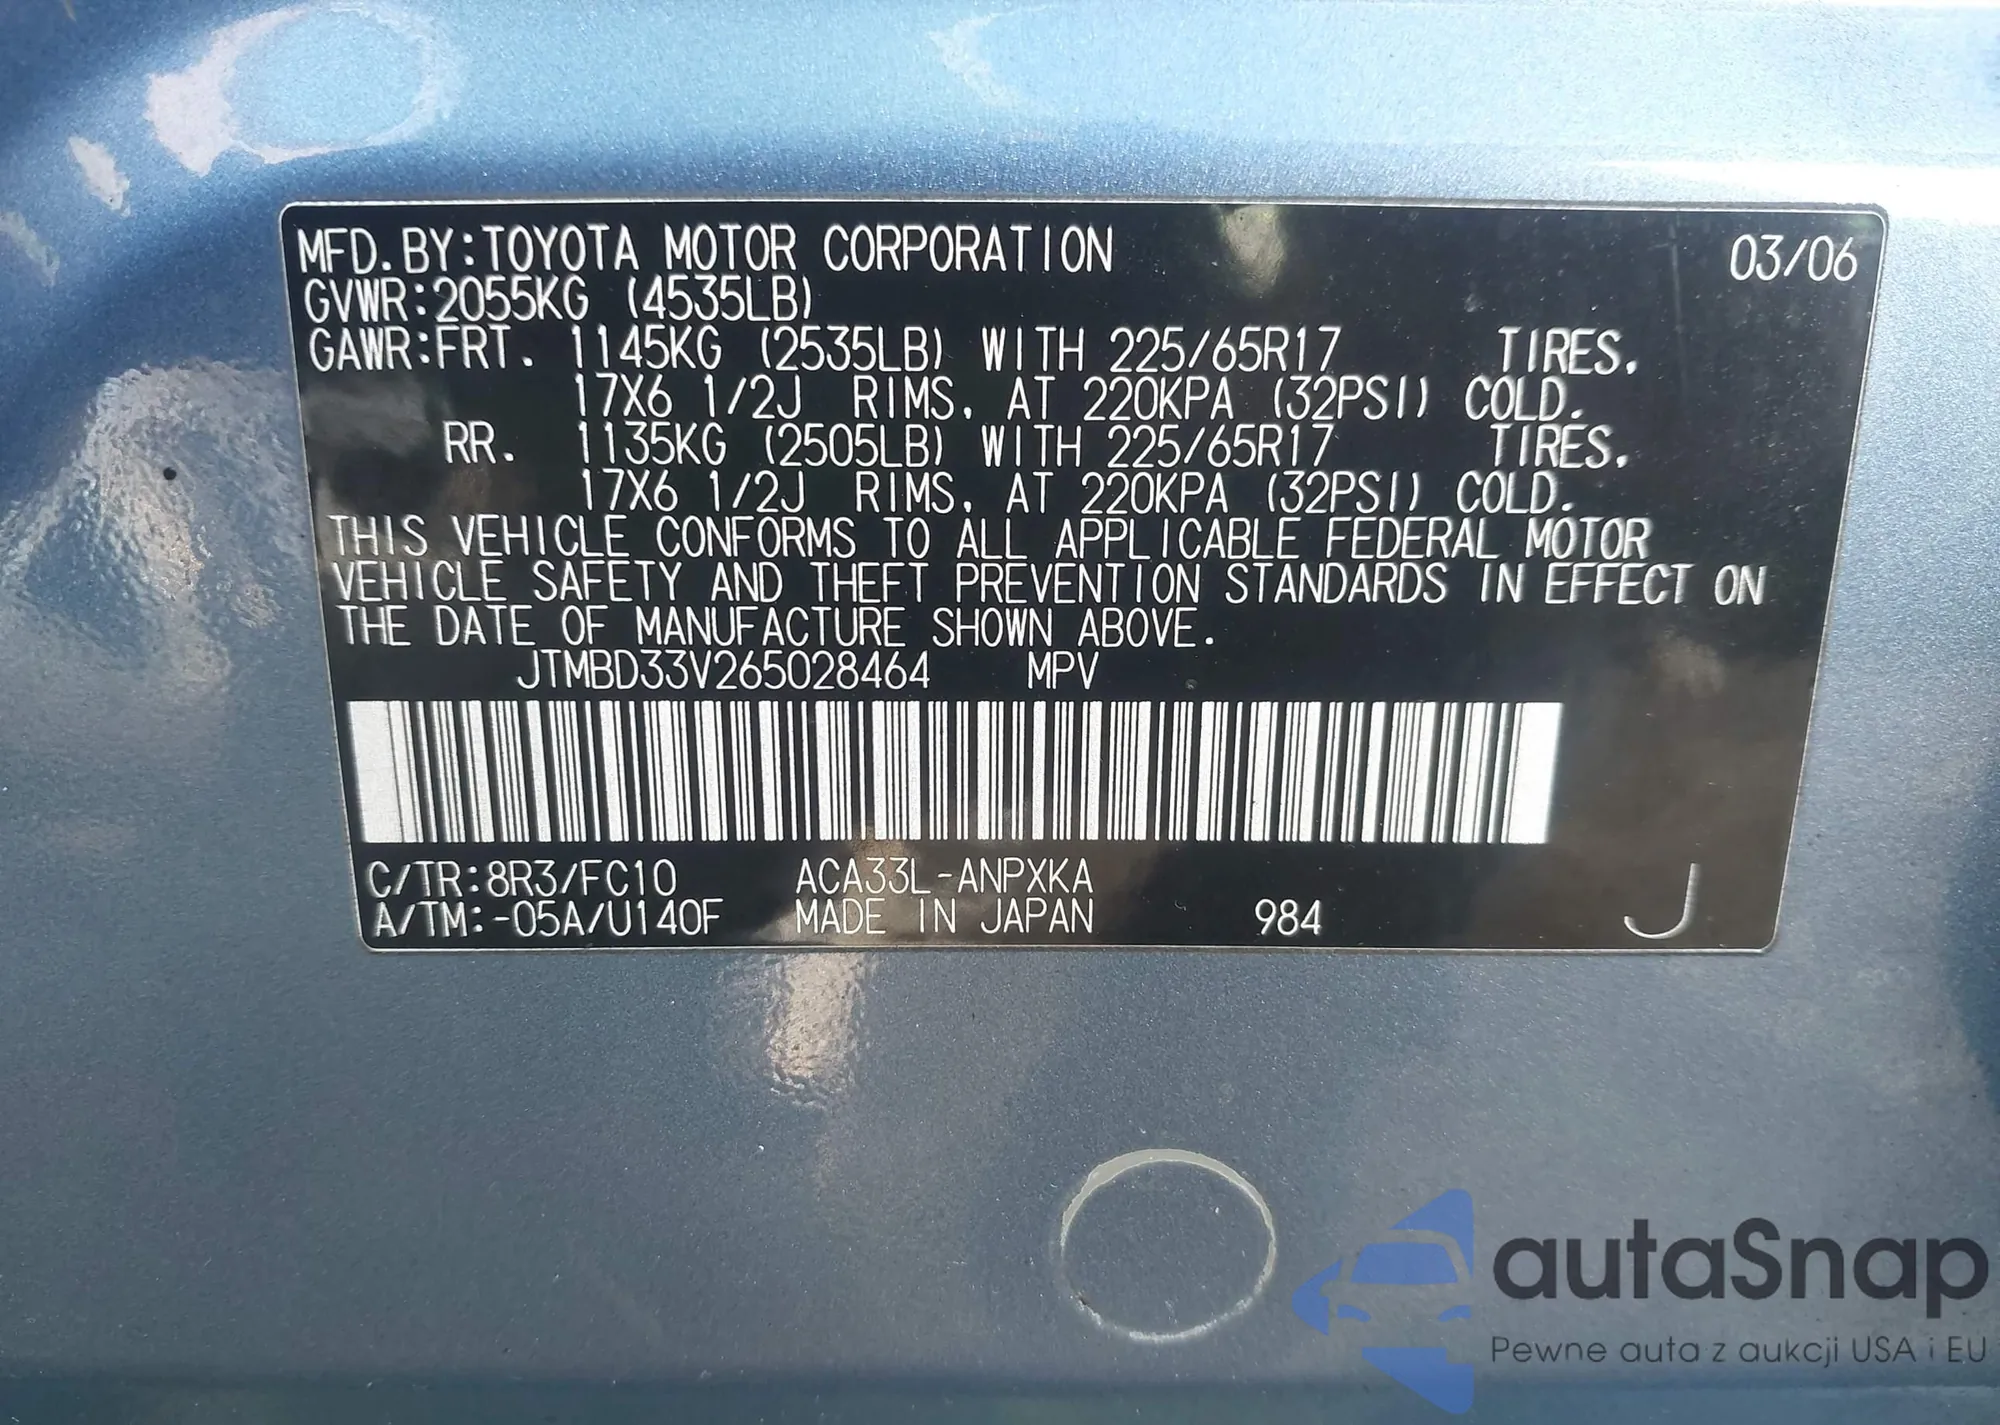 MFD. BY:TOYOTA MOTOR CORPORATION 03/06
GVWR:2055KG (4535LB)
GAWR:FRT. 1145KG (2535LB) WITH 225/65R17 TIRES.
17X6 1/2J RIMS. AT 220KPA (32PSI) COLD.
RR. 1135KG (2505LB) WITH 225/65R17 TIRES.
17X6 1/2J RIMS. AT 220KPA (32PSI) COLD.
THIS VEHICLE CONFORMS TO ALL APPLICABLE FEDERAL MOTOR
VEHICLE SAFETY AND THEFT PREVENTION STANDARDS IN EFFECT ON
THE DATE OF MANUFACTURE SHOWN ABOVE.
JTMBD33V265028464 MPV
C/TR:8R3/FC10 ACA33L-ANPXKA
A/TM:-05A/U140F MADE IN JAPAN 984 J
autaSnap
Pewne auta z aukcji USA i EU